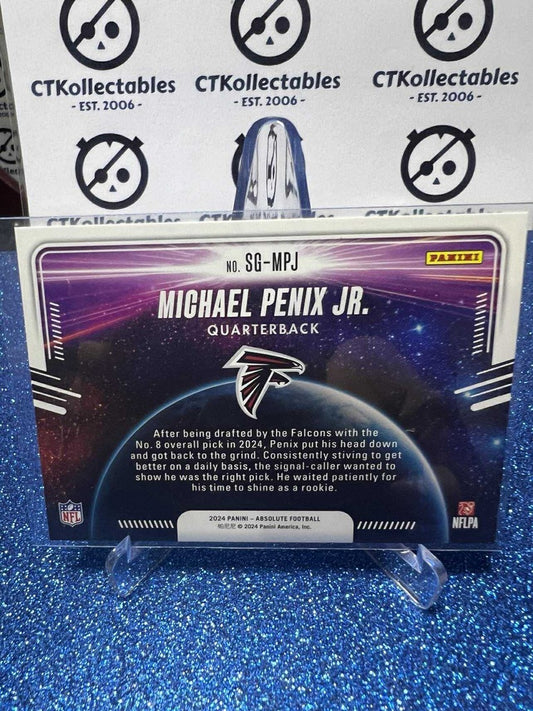 CTKollectables CTKollectables CTKollectables
- EST. 2006 - - EST. 2006 - - EST. 2006 -
CTKollectables
NO. SG-MPJ
PANINI
MICHAEL PENIX JR.
QUARTERBACK
After being drafted by the Falcons with the
No. 8 overall pick in 2024, Penix put his head down
and got back to the grind. Consistently stiving to get
better on a daily basis, the signal-caller wanted to
show he was the right pick. He waited patiently for
his time to shine as a rookie.
NFL
NFLPA
2024 PANINI – ABSOLUTE FOOTBALL
帕尼尼 © 2024 Panini America, Inc.